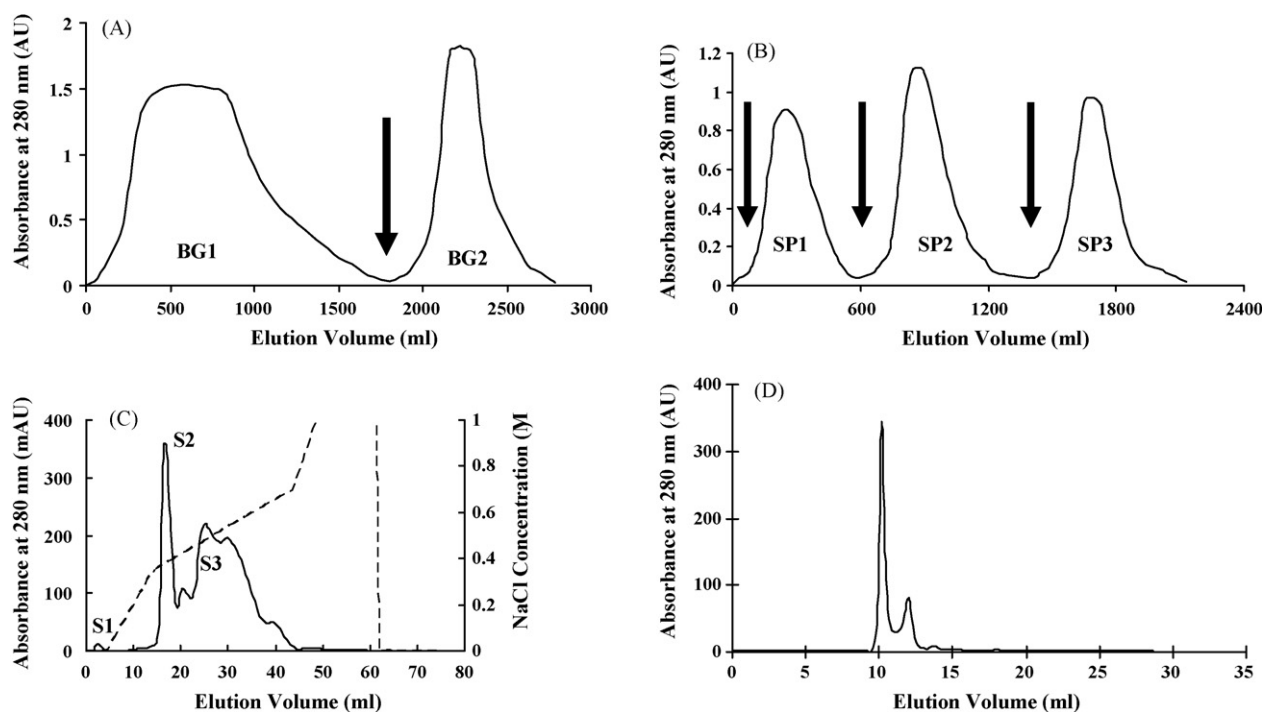 (A)
Absorbance at 280 nm (AU)
2
1.5
1
0.5
0
BG1
BG2
0 500 1000 1500 2000 2500 3000
Elution Volume (ml)
(B)
Absorbance at 280 nm (AU)
1.2
1
0.8
0.6
0.4
0.2
0
SP1
SP2
SP3
0 600 1200 1800 2400
Elution Volume (ml)
(C)
Absorbance at 280 nm (mAU)
400
300
200
100
0
S1
S2
S3
1
0.8
0.6
0.4
0.2
0
NaCl Concentration (M
0 10 20 30 40 50 60 70 80
Elution Volume (ml)
(D)
Absorbance at 280 nm (AU)
400
300
200
100
0
0 5 10 15 20 25 30 35
Elution Volume (ml)